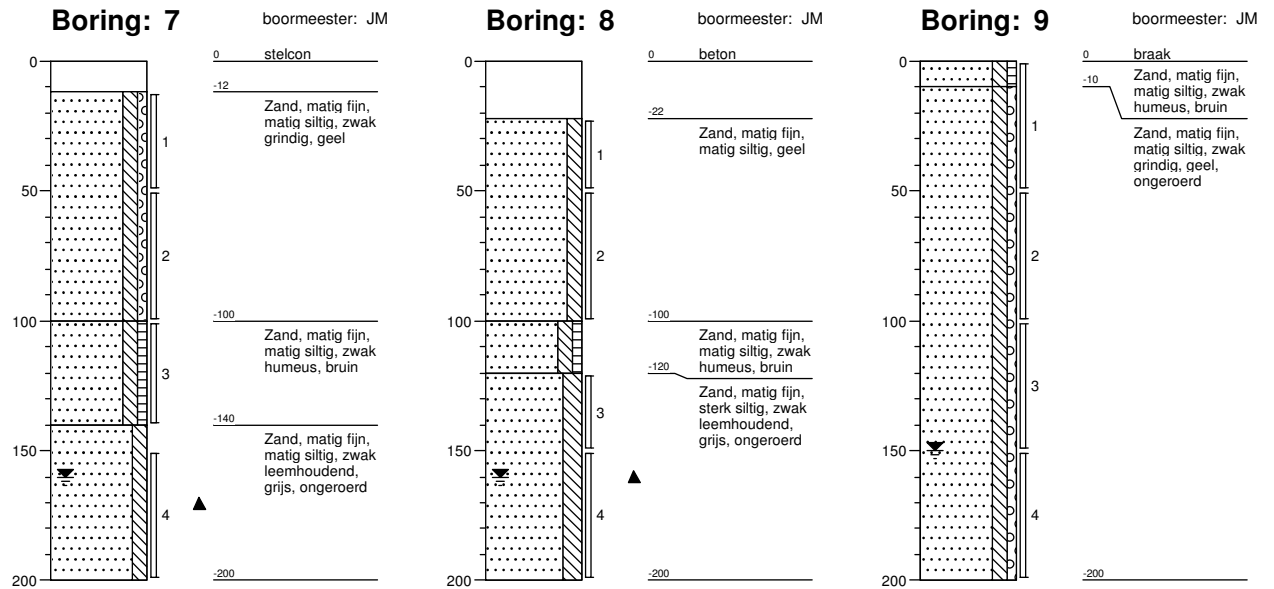 Boring: 7
boormeester: JM
0
50
100
150
200
1
2
3
4
0
stelcon
-12
Zand, matig fijn,
matig siltig, zwak
grindig, geel
-100
Zand, matig fijn,
matig siltig, zwak
humeus, bruin
-140
Zand, matig fijn,
matig siltig, zwak
leemhoudend,
grijs, ongeroerd
-200
Boring: 8
boormeester: JM
0
50
100
150
200
1
2
3
4
0
beton
-22
Zand, matig fijn,
matig siltig, geel
-100
Zand, matig fijn,
matig siltig, zwak
humeus, bruin
-120
Zand, matig fijn,
sterk siltig, zwak
leemhoudend,
grijs, ongeroerd
-200
Boring: 9
boormeester: JM
0
50
100
150
200
1
2
3
4
0
braak
Zand, matig fijn,
matig siltig, zwak
humeus, bruin
-10
Zand, matig fijn,
matig siltig, zwak
grindig, geel,
ongeroerd
-200